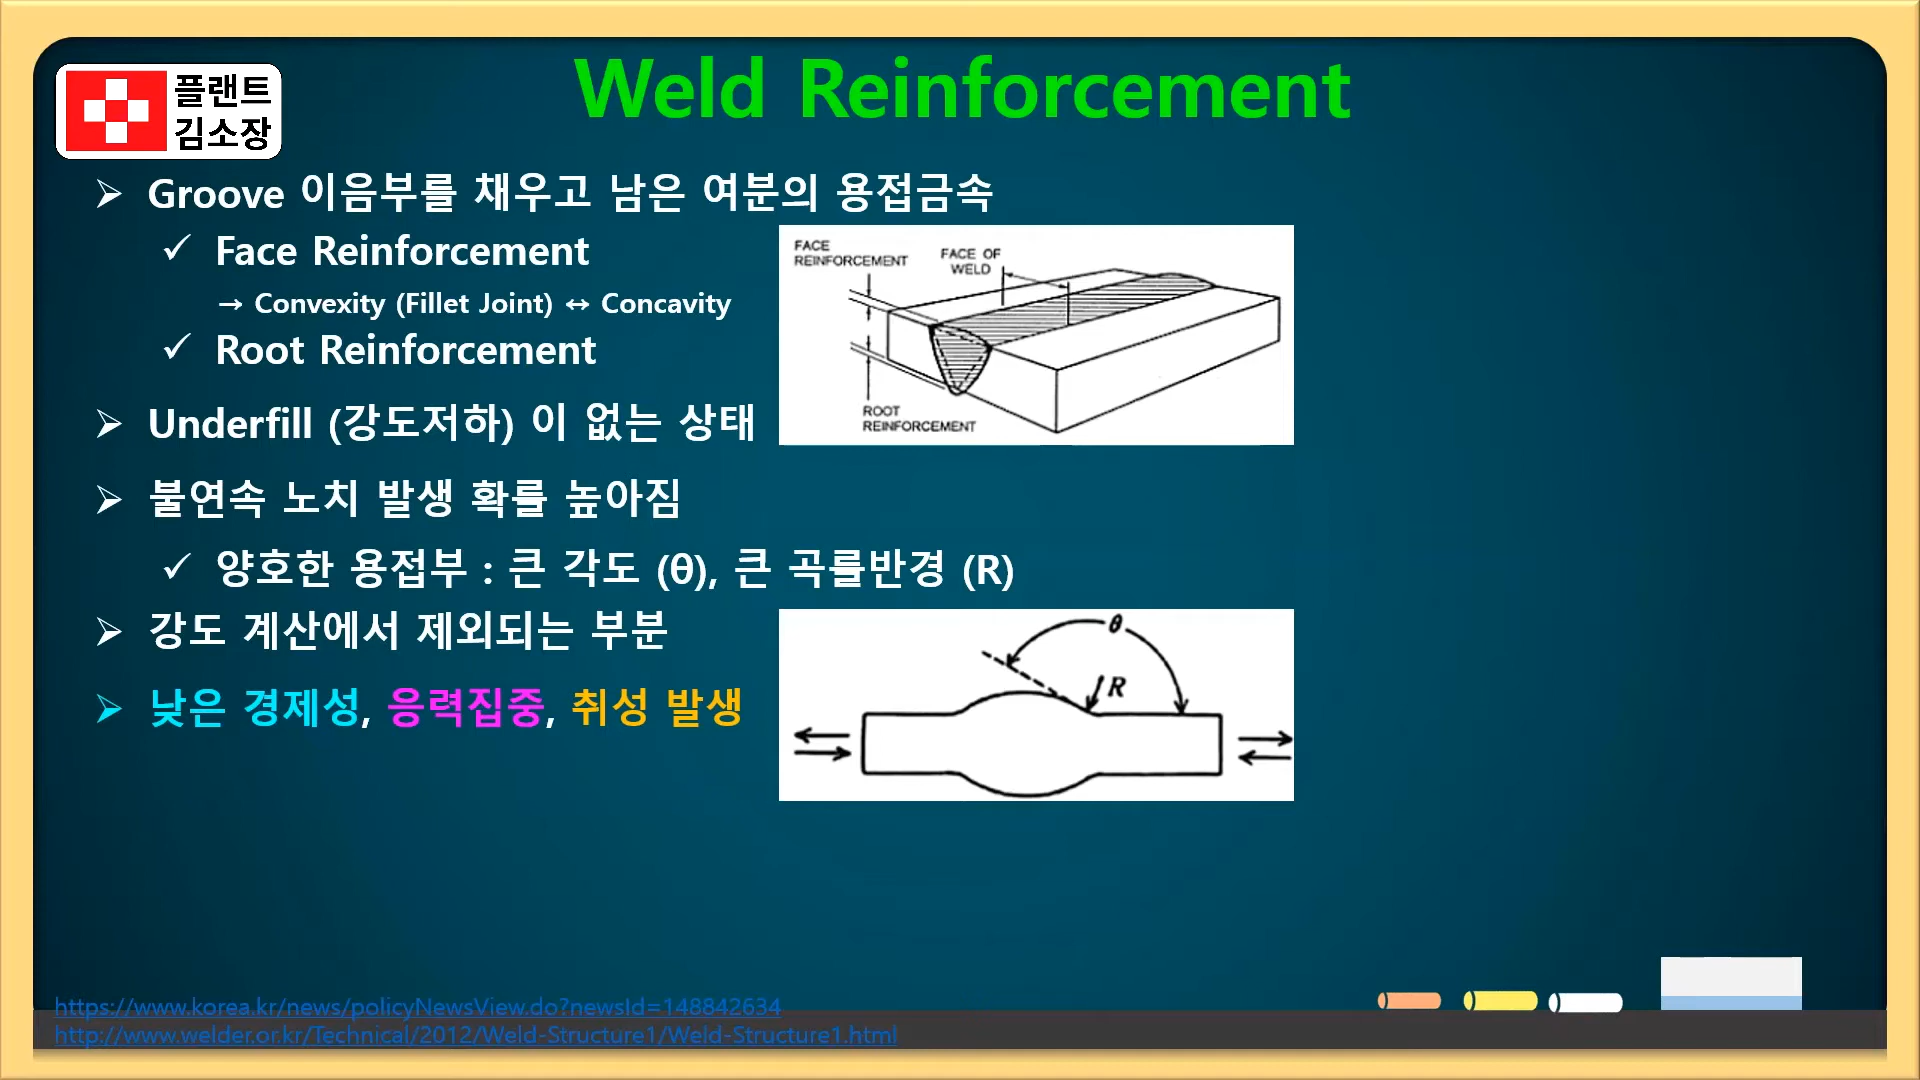 Weld Reinforcement
플랜트
김소장
➢ Groove 이음부를 채우고 남은 여분의 용접금속
✓ Face Reinforcement
→ Convexity (Fillet Joint) ↔ Concavity
✓ Root Reinforcement
FACE
REINFORCEMENT
FACE OF
WELD
ROOT
REINFORCEMENT
➢ Underfill (강도저하) 이 없는 상태
➢ 불연속 노치 발생 확률 높아짐
✓ 양호한 용접부 : 큰 각도 (θ), 큰 곡률반경 (R)
➢ 강도 계산에서 제외되는 부분
➢ 낮은 경제성, 응력집중, 취성 발생
θ
R
https://www.korea.kr/news/policyNewsView.do?newsId=148842634
http://www.welder.or.kr/Technical/2012/Weld-Structure1/Weld-Structure1.html